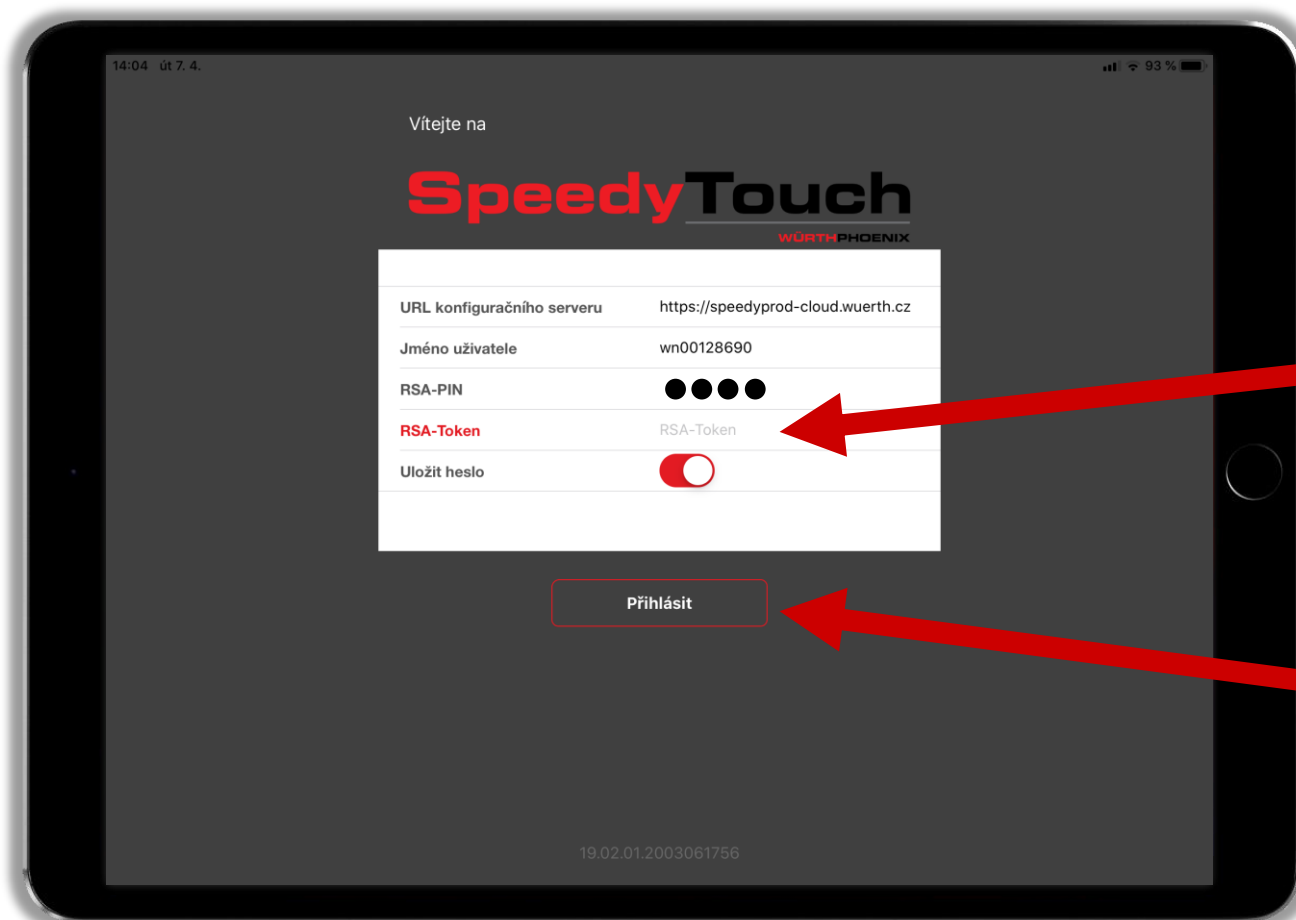 14:04 út 7. 4. 93 %
Vítejte na
SpeedyTouch
WÜRTHPHOENIX
URL konfiguračního serveru https://speedyprod-cloud.wuerth.cz
Jméno uživatele wn00128690
RSA-PIN ●●●●
RSA-Token RSA-Token
Uložit heslo
Přihlásit
19.02.01.2003061756